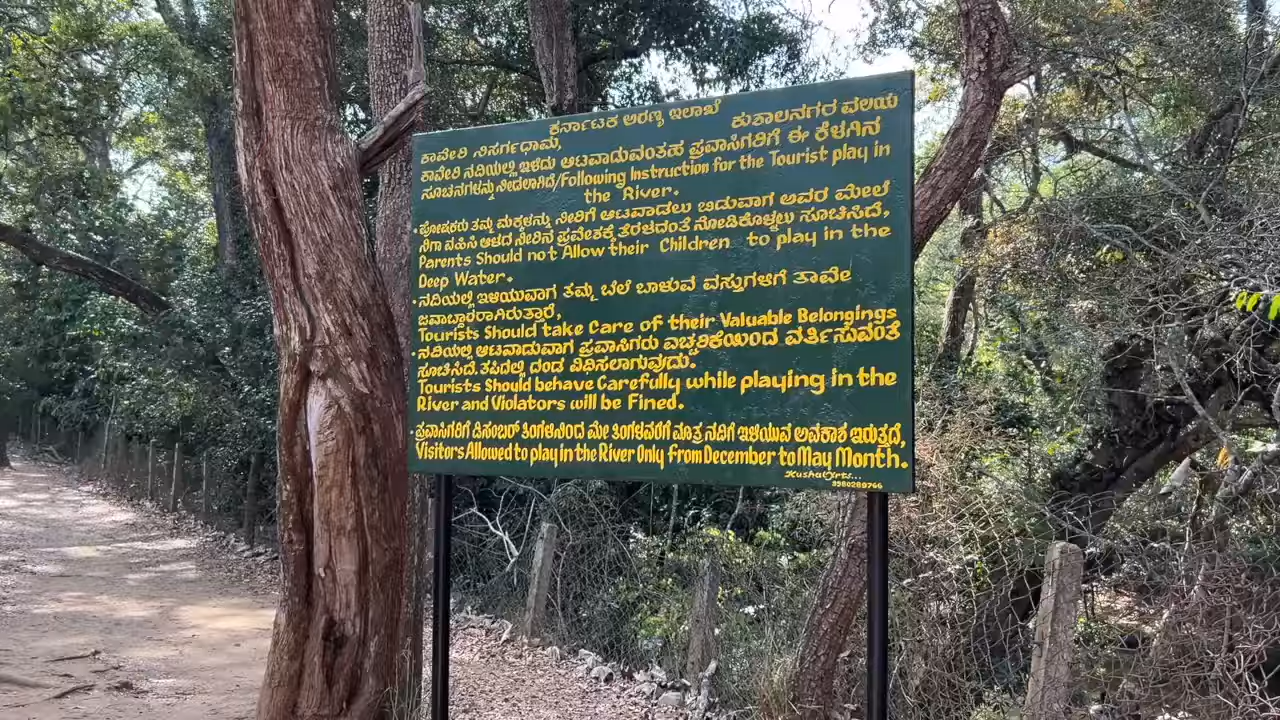 ಕರ್ನಾಟಕ ಅರಣ್ಯ ಇಲಾಖೆ ಕುಶಾಲನಗರ ವಲಯ
ಕಾವೇರಿ ನಿಸರ್ಗಧಾಮ,
ಕಾವೇರಿ ನದಿಯಲ್ಲಿ ಇಳಿದು ಆಟವಾಡುವಂತಹ ಪ್ರವಾಸಿಗರಿಗೆ ಈ ಕೆಳಗಿನ
ಸೂಚನೆಗಳನ್ನು ನೀಡಲಾಗಿದೆ/Following Instruction for the Tourist play in
the River.
•ಪೋಷಕರು ತಮ್ಮ ಮಕ್ಕಳನ್ನು ನೀರಿಗೆ ಆಟವಾಡಲು ಬಿಡುವಾಗ ಅವರ ಮೇಲೆ
ನಿಗಾ ವಹಿಸಿ ಆಳದ ನೀರಿನ ಪ್ರವೇಶಕ್ಕೆ ತೆರಳದಂತೆ ನೋಡಿಕೊಳ್ಳಲು ಸೂಚಿಸಿದೆ,
Parents Should not Allow their Children to play in the
Deep Water.
•ನದಿಯಲ್ಲಿ ಇಳಿಯುವಾಗ ತಮ್ಮ ಬೆಲೆ ಬಾಳುವ ವಸ್ತುಗಳಿಗೆ ತಾವೇ
ಜವಾಬ್ದಾರರಾಗಿರುತ್ತಾರೆ,
Tourists Should take Care of their Valuable Belongings
•ನದಿಯಲ್ಲಿ ಆಟವಾಡುವಾಗ ಪ್ರವಾಸಿಗರು ಎಚ್ಚರಿಕೆಯಿಂದ ವರ್ತಿಸುವಂತೆ
ಸೂಚಿಸಿದೆ. ತಪಿದಲ್ಲಿ ದಂಡ ವಿಧಿಸಲಾಗುವುದು.
Tourists Should behave Carefully while playing in the
River and Violators will be Fined.
•ಪ್ರವಾಸಿಗರಿಗೆ ಡಿಸೆಂಬರ್ ತಿಂಗಳಿನಿಂದ ಮೇ ತಿಂಗಳವರೆಗೆ ಮಾತ್ರ ನದಿಗೆ ಇಳಿಯುವ ಅವಕಾಶ ಇರುತ್ತದೆ,
Visitors Allowed to play in the River Only From December to May Month.
Kushal Arts...
9980289766